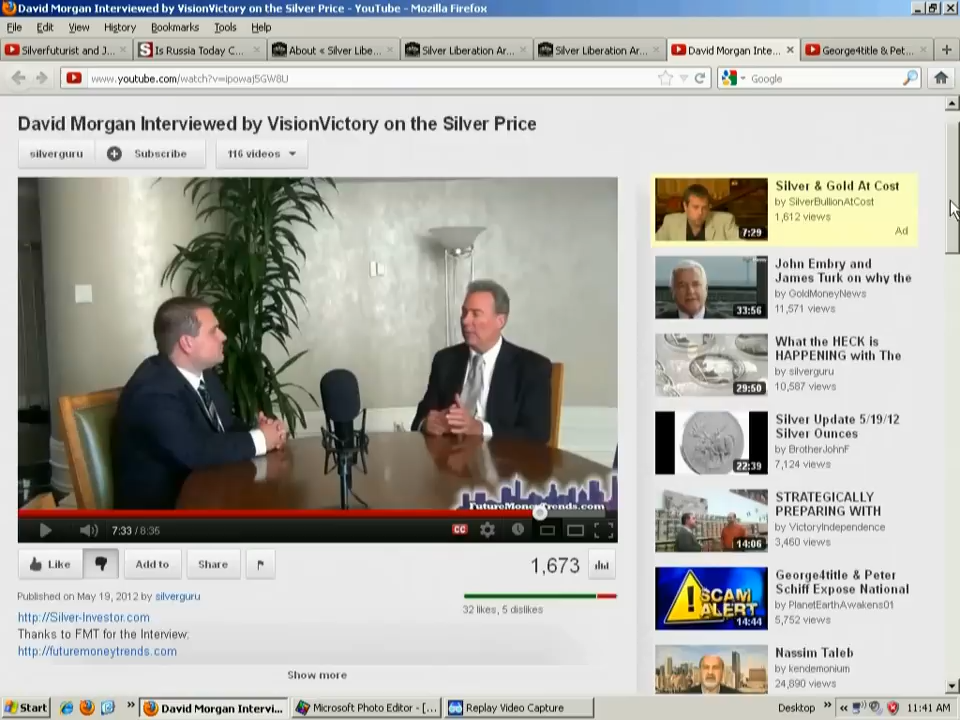 David Morgan Interviewed by VisionVictory on the Silver Price - YouTube - Mozilla Firefox
File Edit View History Bookmarks Tools Help
Silverfuturist and J... Is Russia Today C... About « Silver Libe... Silver Liberation Ar... Silver Liberation Ar... David Morgan Inte... George4title & Pet...
www.youtube.com/watch?v=ipowaj5GW8U
Google
David Morgan Interviewed by VisionVictory on the Silver Price
silverguru Subscribe 116 videos
FutureMoneyTrends.com
7:33 / 8:35
CC
Like Add to Share
1,673
Published on May 19, 2012 by silverguru
32 likes, 5 dislikes
http://Silver-Investor.com
Thanks to FMT for the Interview.
http://futuremoneytrends.com
Show more
Silver & Gold At Cost
by SilverBullionAtCost
1,612 views
Ad
7:29
John Embry and
James Turk on why the
by GoldMoneyNews
11,571 views
33:56
What the HECK is
HAPPENING with The
by silverguru
10,587 views
29:50
Silver Update 5/19/12
Silver Ounces
by BrotherJohnF
7,124 views
22:39
STRATEGICALLY
PREPARING WITH
by VictoryIndependence
3,460 views
14:06
George4title & Peter
Schiff Expose National
by PlanetEarthAwakens01
5,752 views
SCAM
ALERT
14:44
Nassim Taleb
by kendemonium
24,890 views
Start David Morgan Intervi... Microsoft Photo Editor - [... Replay Video Capture Desktop 11:41 AM